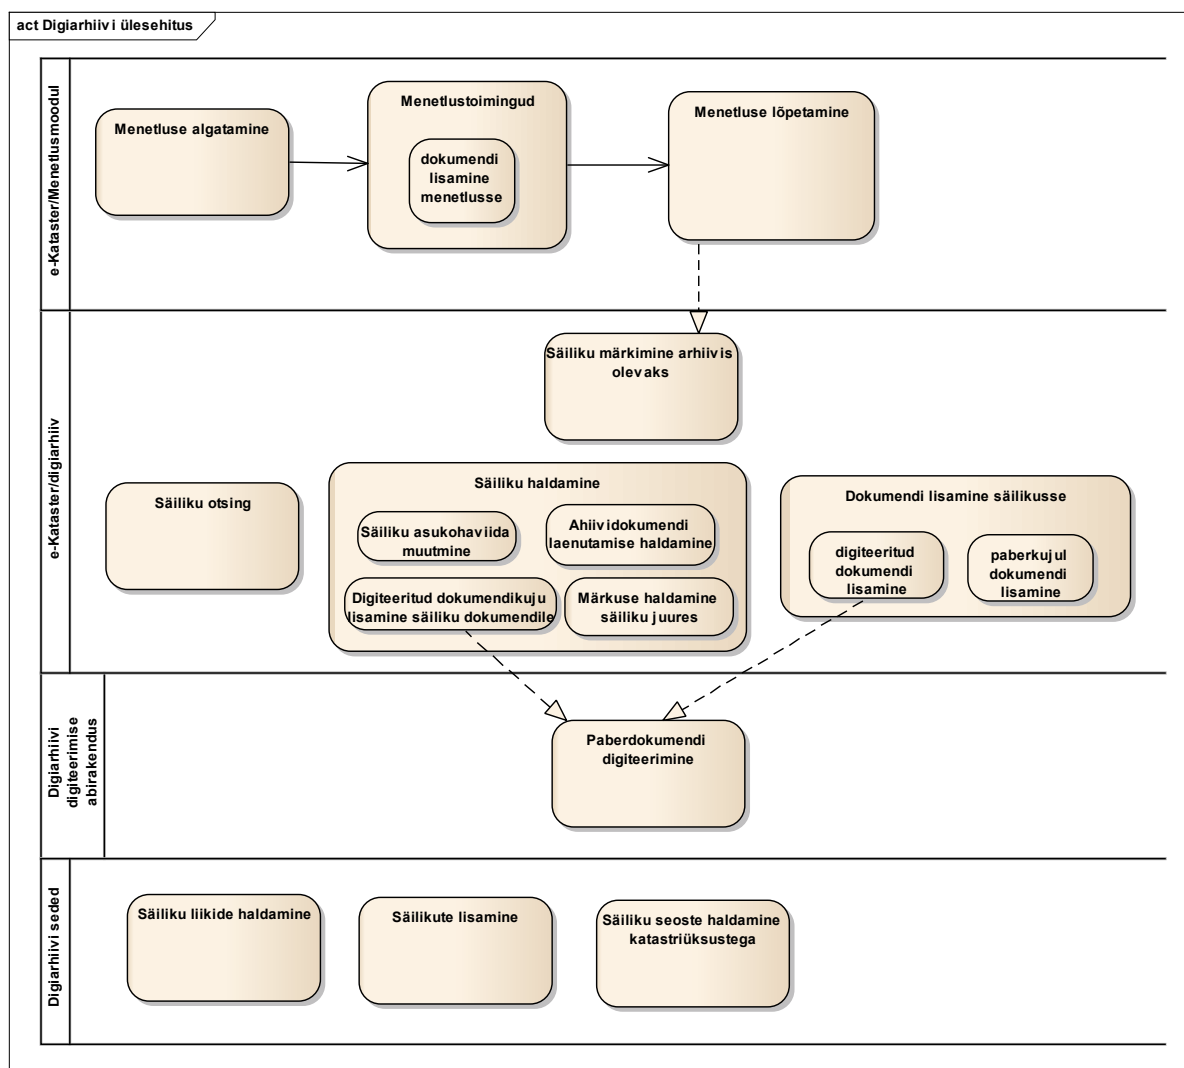 act Digiarhiivi ülesehitus
e-Kataster/Menetlusmoodul
Menetluse algatamine
Menetlustoimingud
dokumendi
lisamine
menetlusse
Menetluse lõpetamine
e-Kataster/digiarhiiv
Säiliku märkimine arhiivis
olevaks
Säiliku otsing
Säiliku haldamine
Säiliku asukohaviida
muutmine
Ahiividokumendi
laenutamise haldamine
Digiteeritud dokumendikuju
lisamine säiliku dokumendile
Märkuse haldamine
säiliku juures
Dokumendi lisamine säilikusse
digiteeritud
dokumendi
lisamine
paberkujul
dokumendi
lisamine
Digiarhiivi
digiteerimise
abirakendus
Paberdokumendi
digiteerimine
Digiarhiivi seded
Säiliku liikide haldamine
Säilikute lisamine
Säiliku seoste haldamine
katastriüksustega